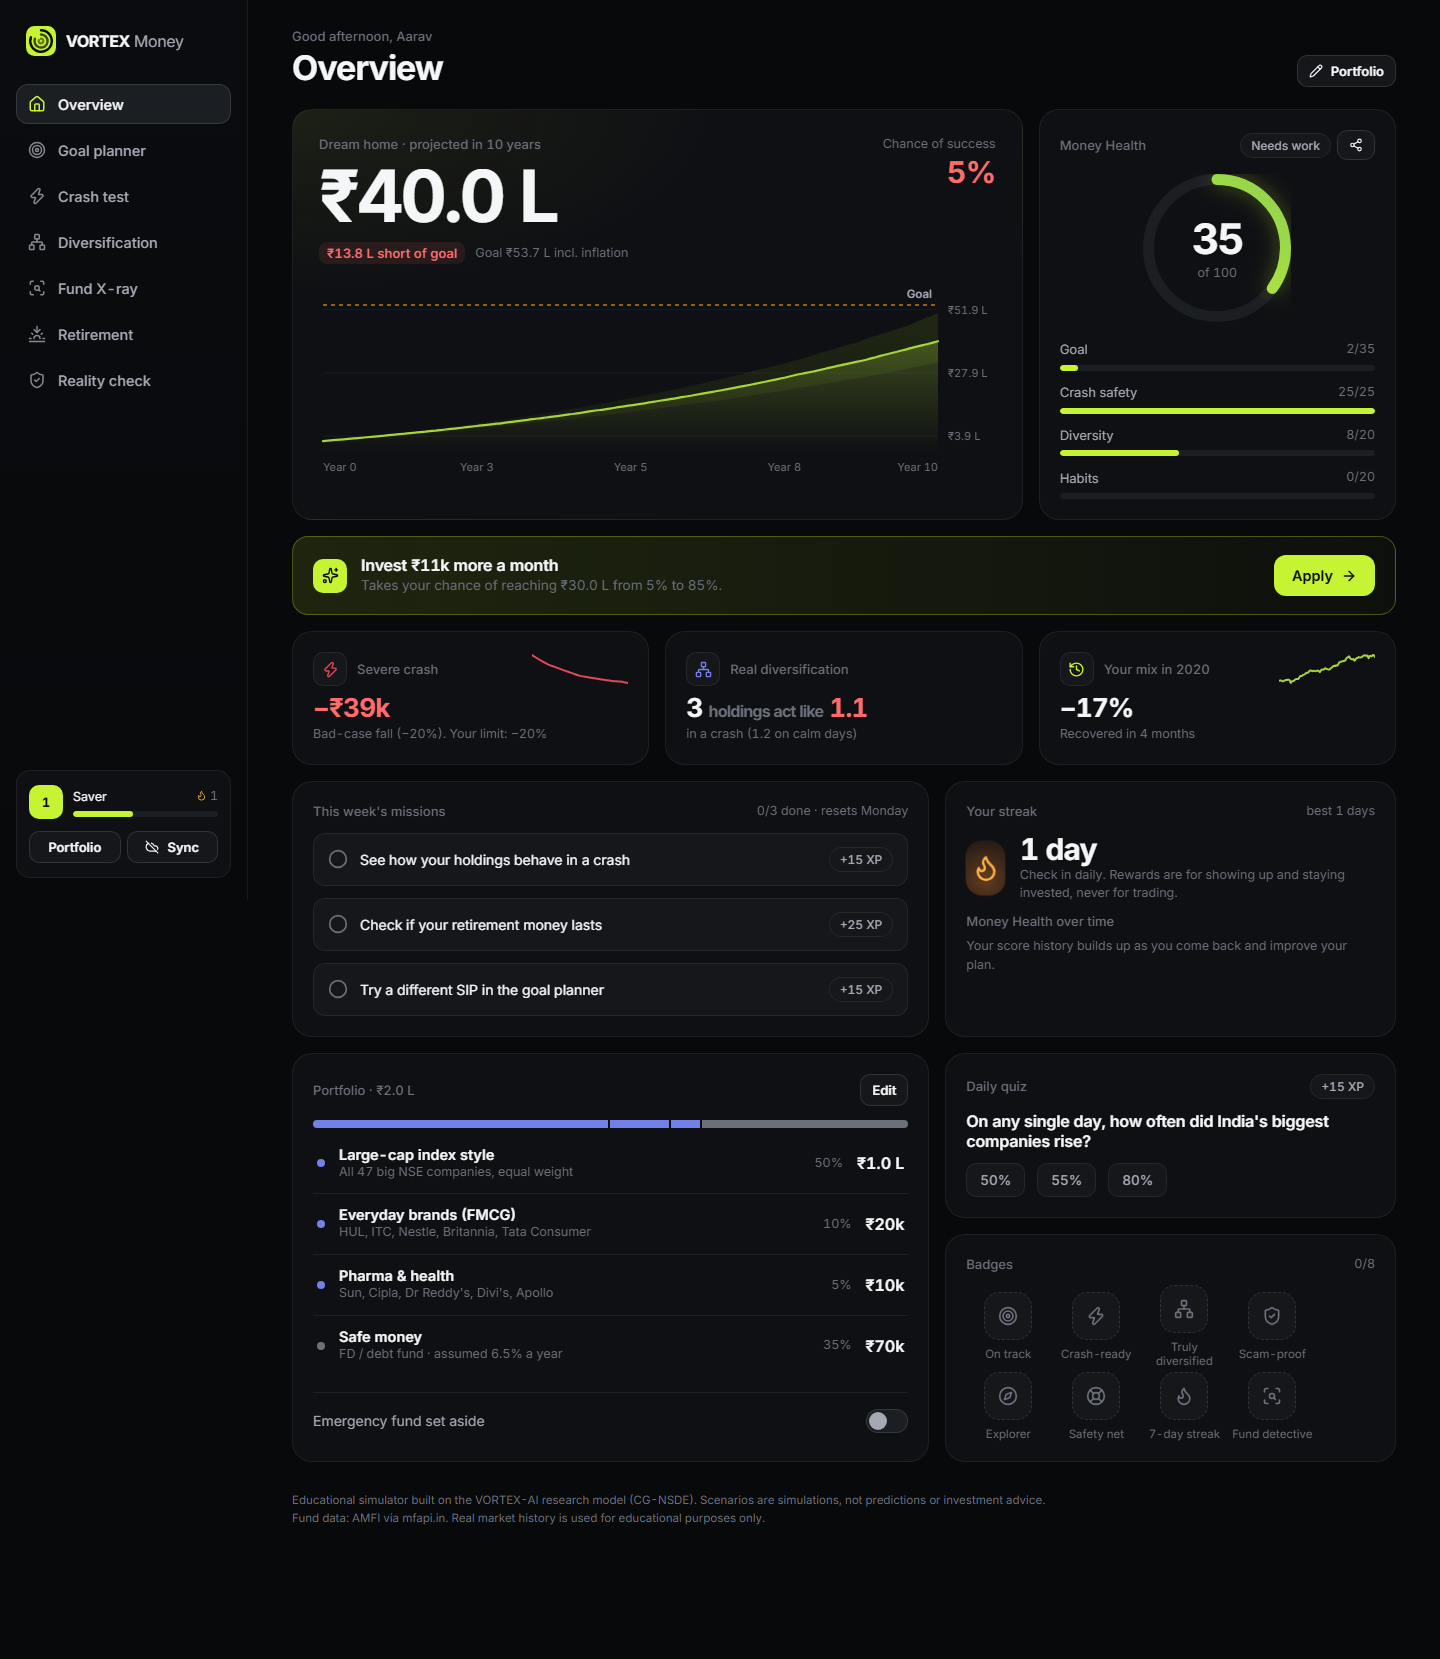 VORTEX Money
Overview
Goal planner
Crash test
Diversification
Fund X-ray
Retirement
Reality check
1
Saver
1
Portfolio
Sync
Good afternoon, Aarav
Overview
Portfolio
Dream home · projected in 10 years
₹40.0 L
₹13.8 L short of goal
Goal ₹53.7 L incl. inflation
Chance of success
5%
Goal
₹51.9 L
₹27.9 L
₹3.9 L
Year 0
Year 3
Year 5
Year 8
Year 10
Money Health
Needs work
35
of 100
Goal
2/35
Crash safety
25/25
Diversity
8/20
Habits
0/20
Invest ₹11k more a month
Takes your chance of reaching ₹30.0 L from 5% to 85%.
Apply
Severe crash
−₹39k
Bad-case fall (−20%). Your limit: −20%
Real diversification
3 holdings act like 1.1
in a crash (1.2 on calm days)
Your mix in 2020
−17%
Recovered in 4 months
This week's missions
0/3 done · resets Monday
See how your holdings behave in a crash
+15 XP
Check if your retirement money lasts
+25 XP
Try a different SIP in the goal planner
+15 XP
Your streak
best 1 days
1 day
Check in daily. Rewards are for showing up and staying
invested, never for trading.
Money Health over time
Your score history builds up as you come back and improve your
plan.
Portfolio · ₹2.0 L
Edit
Large-cap index style
All 47 big NSE companies, equal weight
50%
₹1.0 L
Everyday brands (FMCG)
HUL, ITC, Nestle, Britannia, Tata Consumer
10%
₹20k
Pharma & health
Sun, Cipla, Dr Reddy's, Divi's, Apollo
5%
₹10k
Safe money
FD / debt fund · assumed 6.5% a year
35%
₹70k
Emergency fund set aside
Daily quiz
+15 XP
On any single day, how often did India's biggest
companies rise?
50%
55%
80%
Badges
0/8
On track
Crash-ready
Truly
diversified
Scam-proof
Explorer
Safety net
7-day streak
Fund detective
Educational simulator built on the VORTEX-AI research model (CG-NSDE). Scenarios are simulations, not predictions or investment advice.
Fund data: AMFI via mfapi.in. Real market history is used for educational purposes only.